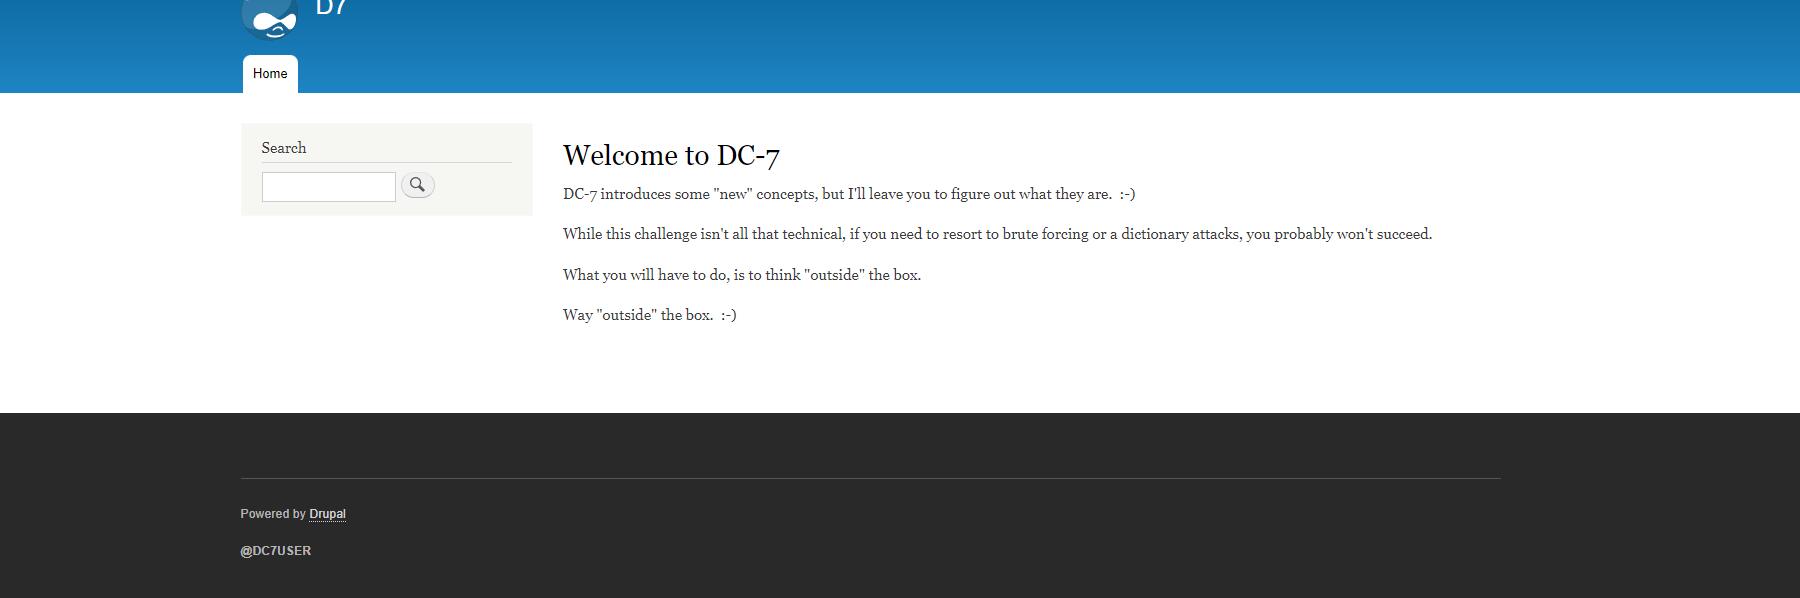 D7
Home
Search
Welcome to DC-7
DC-7 introduces some "new" concepts, but I'll leave you to figure out what they are.  :-)
While this challenge isn't all that technical, if you need to resort to brute forcing or a dictionary attacks, you probably won't succeed.
What you will have to do, is to think "outside" the box.
Way "outside" the box.  :-)
Powered by Drupal
@DC7USER